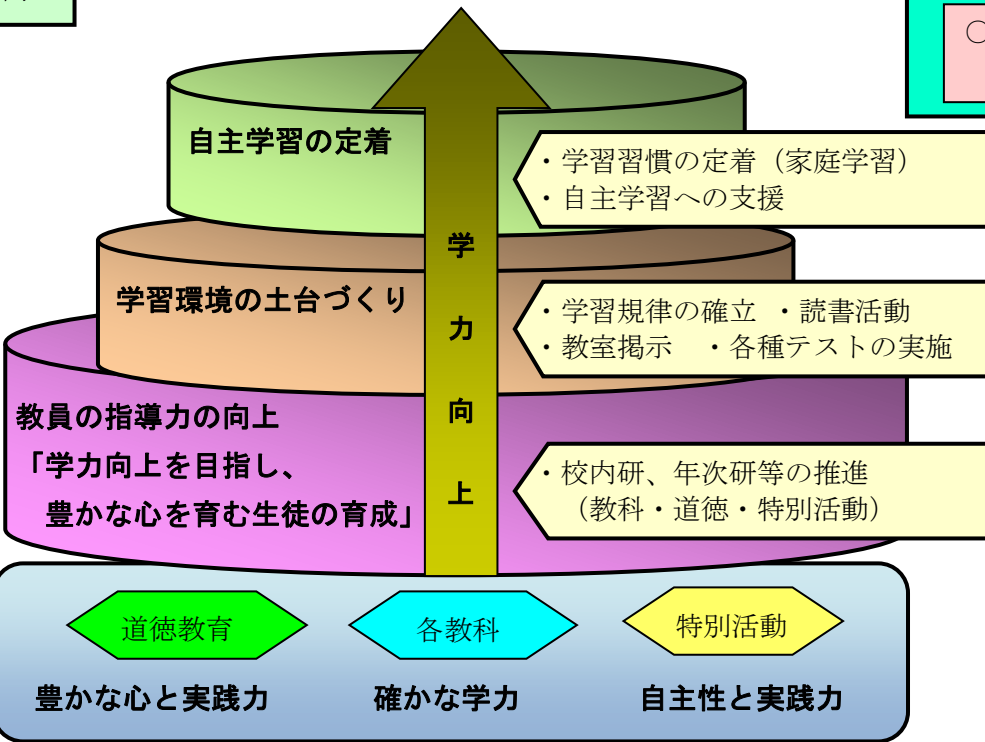 ○
自主学習の定着
・学習習慣の定着（家庭学習）
・自主学習への支援
学習環境の土台づくり
・学習規律の確立 ・読書活動
・教室掲示 ・各種テストの実施
学力向上
教員の指導力の向上
「学力向上を目指し、
豊かな心を育む生徒の育成」
・校内研、年次研等の推進
（教科・道徳・特別活動）
道徳教育
各教科
特別活動
豊かな心と実践力
確かな学力
自主性と実践力